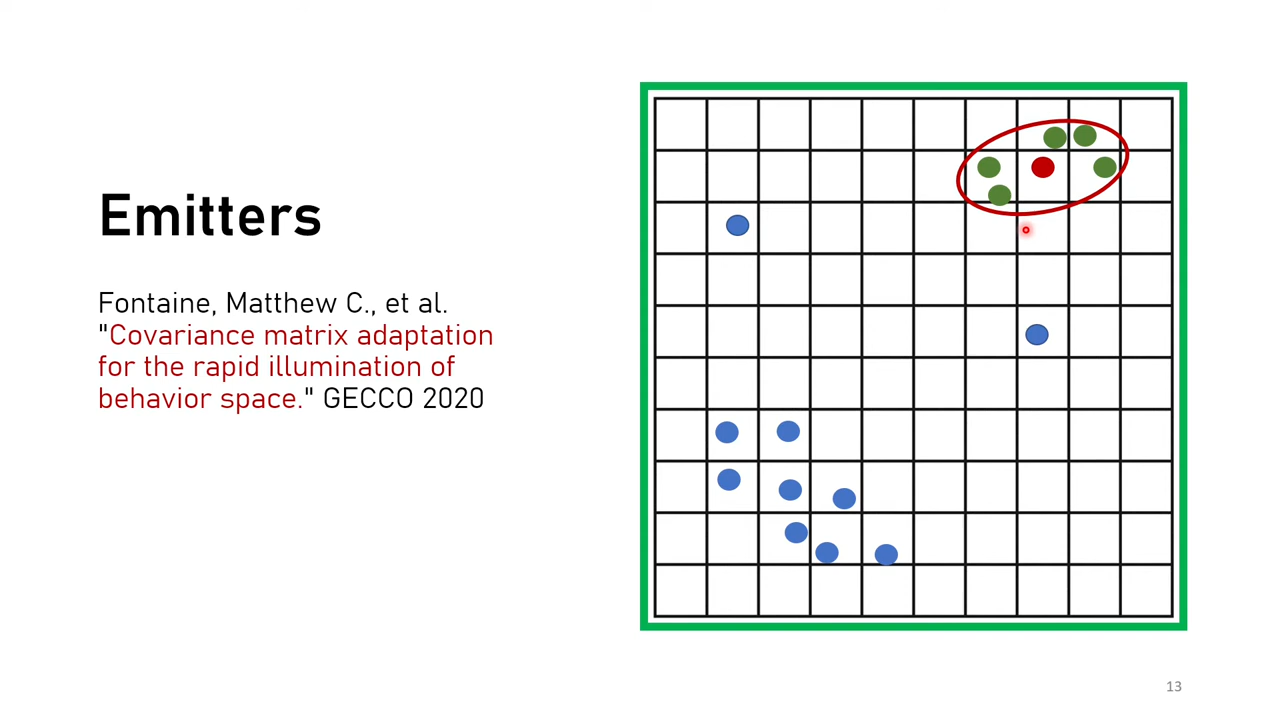 Emitters
Fontaine, Matthew C., et al.
"Covariance matrix adaptation
for the rapid illumination of
behavior space." GECCO 2020
13